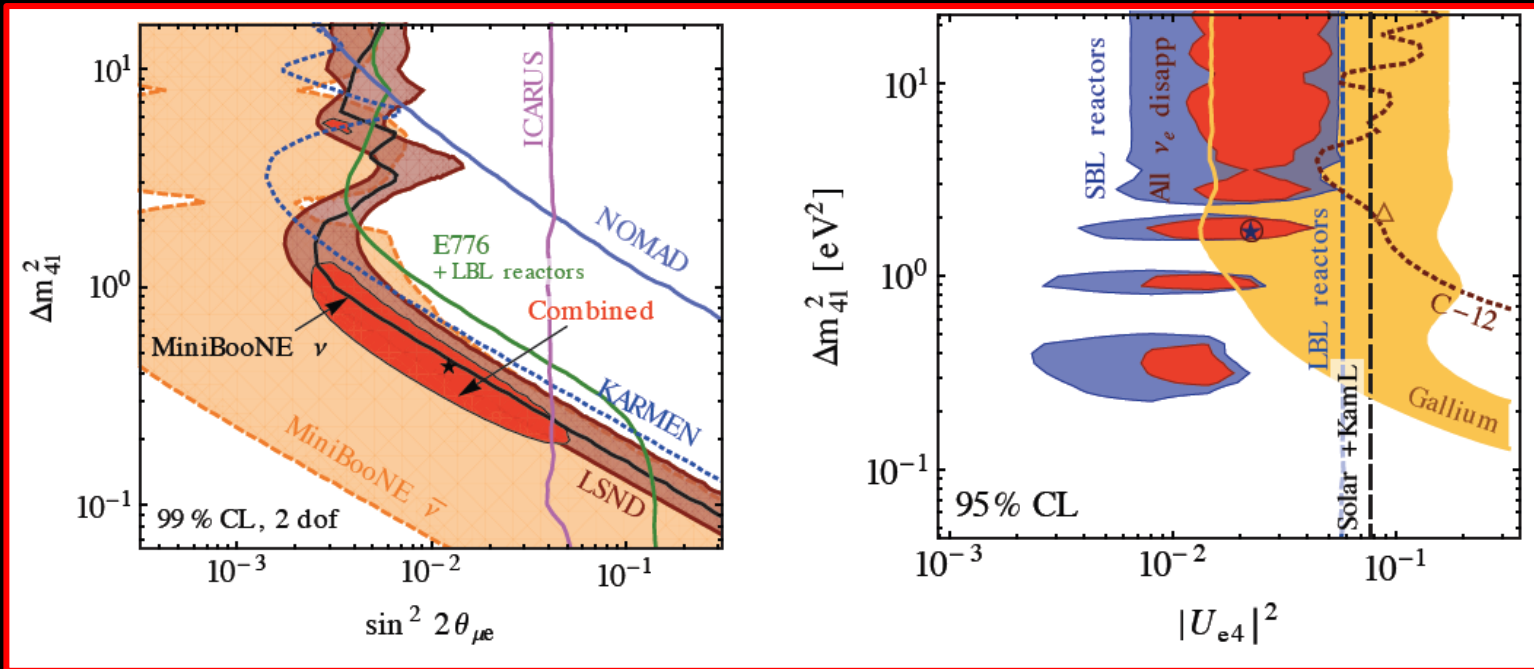 10¹
10⁰
10⁻¹
Δm²₄₁
ICARUS
NOMAD
E776
+ LBL reactors
Combined
MiniBooNE ν
KARMEN
MiniBooNE ν̄
LSND
99 % CL, 2 dof
10⁻³
10⁻²
10⁻¹
sin² 2θμe
10¹
10⁰
10⁻¹
Δm²₄₁ [eV²]
SBL reactors
All νe disapp
LBL reactors
C-12
Solar +KamL
Gallium
95 % CL
10⁻³
10⁻²
10⁻¹
|Ue4|²